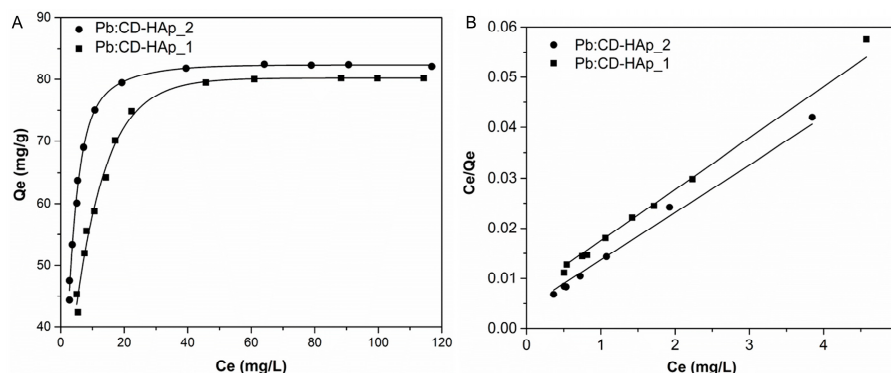 A
Pb:CD-HAp_2
Pb:CD-HAp_1
90
80
70
60
50
40
Qe (mg/g)
0
20
40
60
80
100
120
Ce (mg/L)
B
Pb:CD-HAp_2
Pb:CD-HAp_1
0.06
0.05
0.04
0.03
0.02
0.01
0.00
Ce/Qe
1
2
3
4
Ce (mg/L)